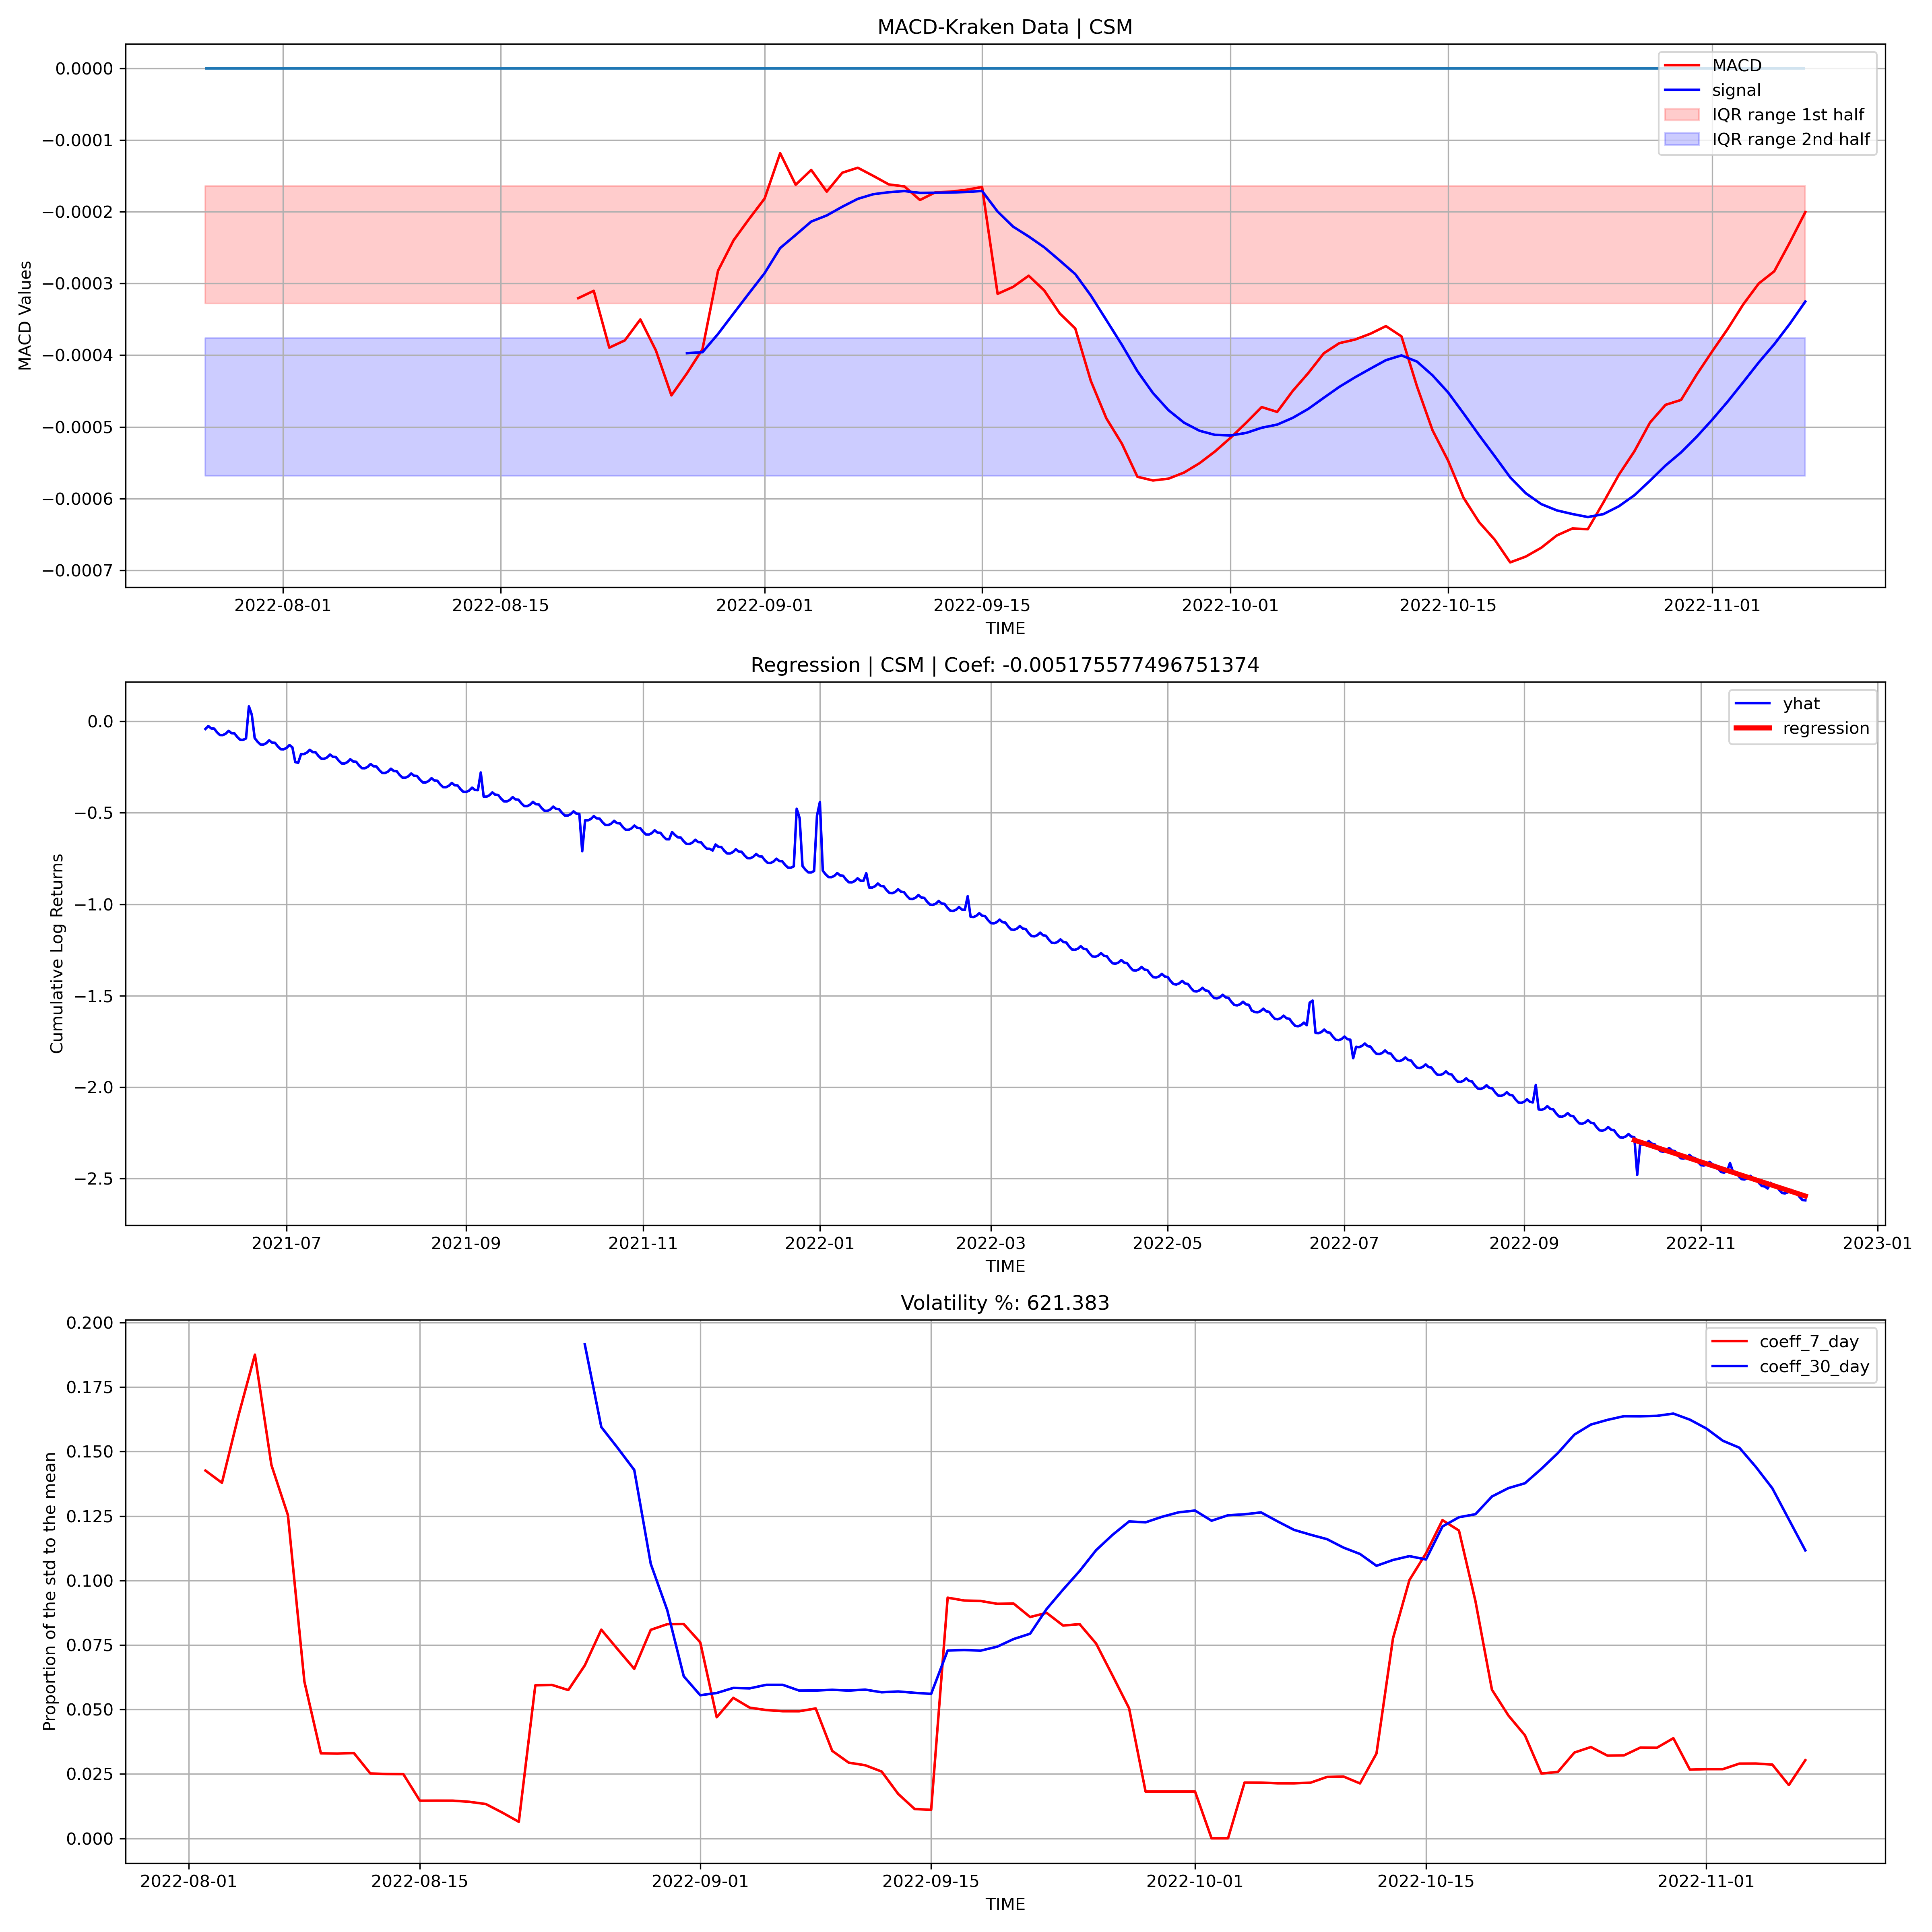 MACD-Kraken Data | CSM
MACD Values
0.0000
−0.0001
−0.0002
−0.0003
−0.0004
−0.0005
−0.0006
−0.0007
MACD
signal
IQR range 1st half
IQR range 2nd half
2022-08-01
2022-08-15
2022-09-01
2022-09-15
2022-10-01
2022-10-15
2022-11-01
TIME
Regression | CSM | Coef: -0.005175577496751374
Cumulative Log Returns
0.0
−0.5
−1.0
−1.5
−2.0
−2.5
yhat
regression
2021-07
2021-09
2021-11
2022-01
2022-03
2022-05
2022-07
2022-09
2022-11
2023-01
TIME
Volatility %: 621.383
Proportion of the std to the mean
0.200
0.175
0.150
0.125
0.100
0.075
0.050
0.025
0.000
coeff_7_day
coeff_30_day
2022-08-01
2022-08-15
2022-09-01
2022-09-15
2022-10-01
2022-10-15
2022-11-01
TIME